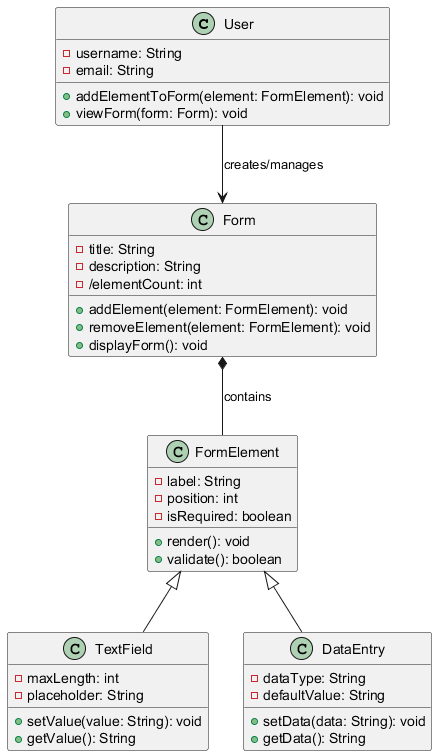 C User
username: String
email: String
addElementToForm(element: FormElement): void
viewForm(form: Form): void
creates/manages
C Form
title: String
description: String
/elementCount: int
addElement(element: FormElement): void
removeElement(element: FormElement): void
displayForm(): void
contains
C FormElement
label: String
position: int
isRequired: boolean
render(): void
validate(): boolean
C TextField
maxLength: int
placeholder: String
setValue(value: String): void
getValue(): String
C DataEntry
dataType: String
defaultValue: String
setData(data: String): void
getData(): String